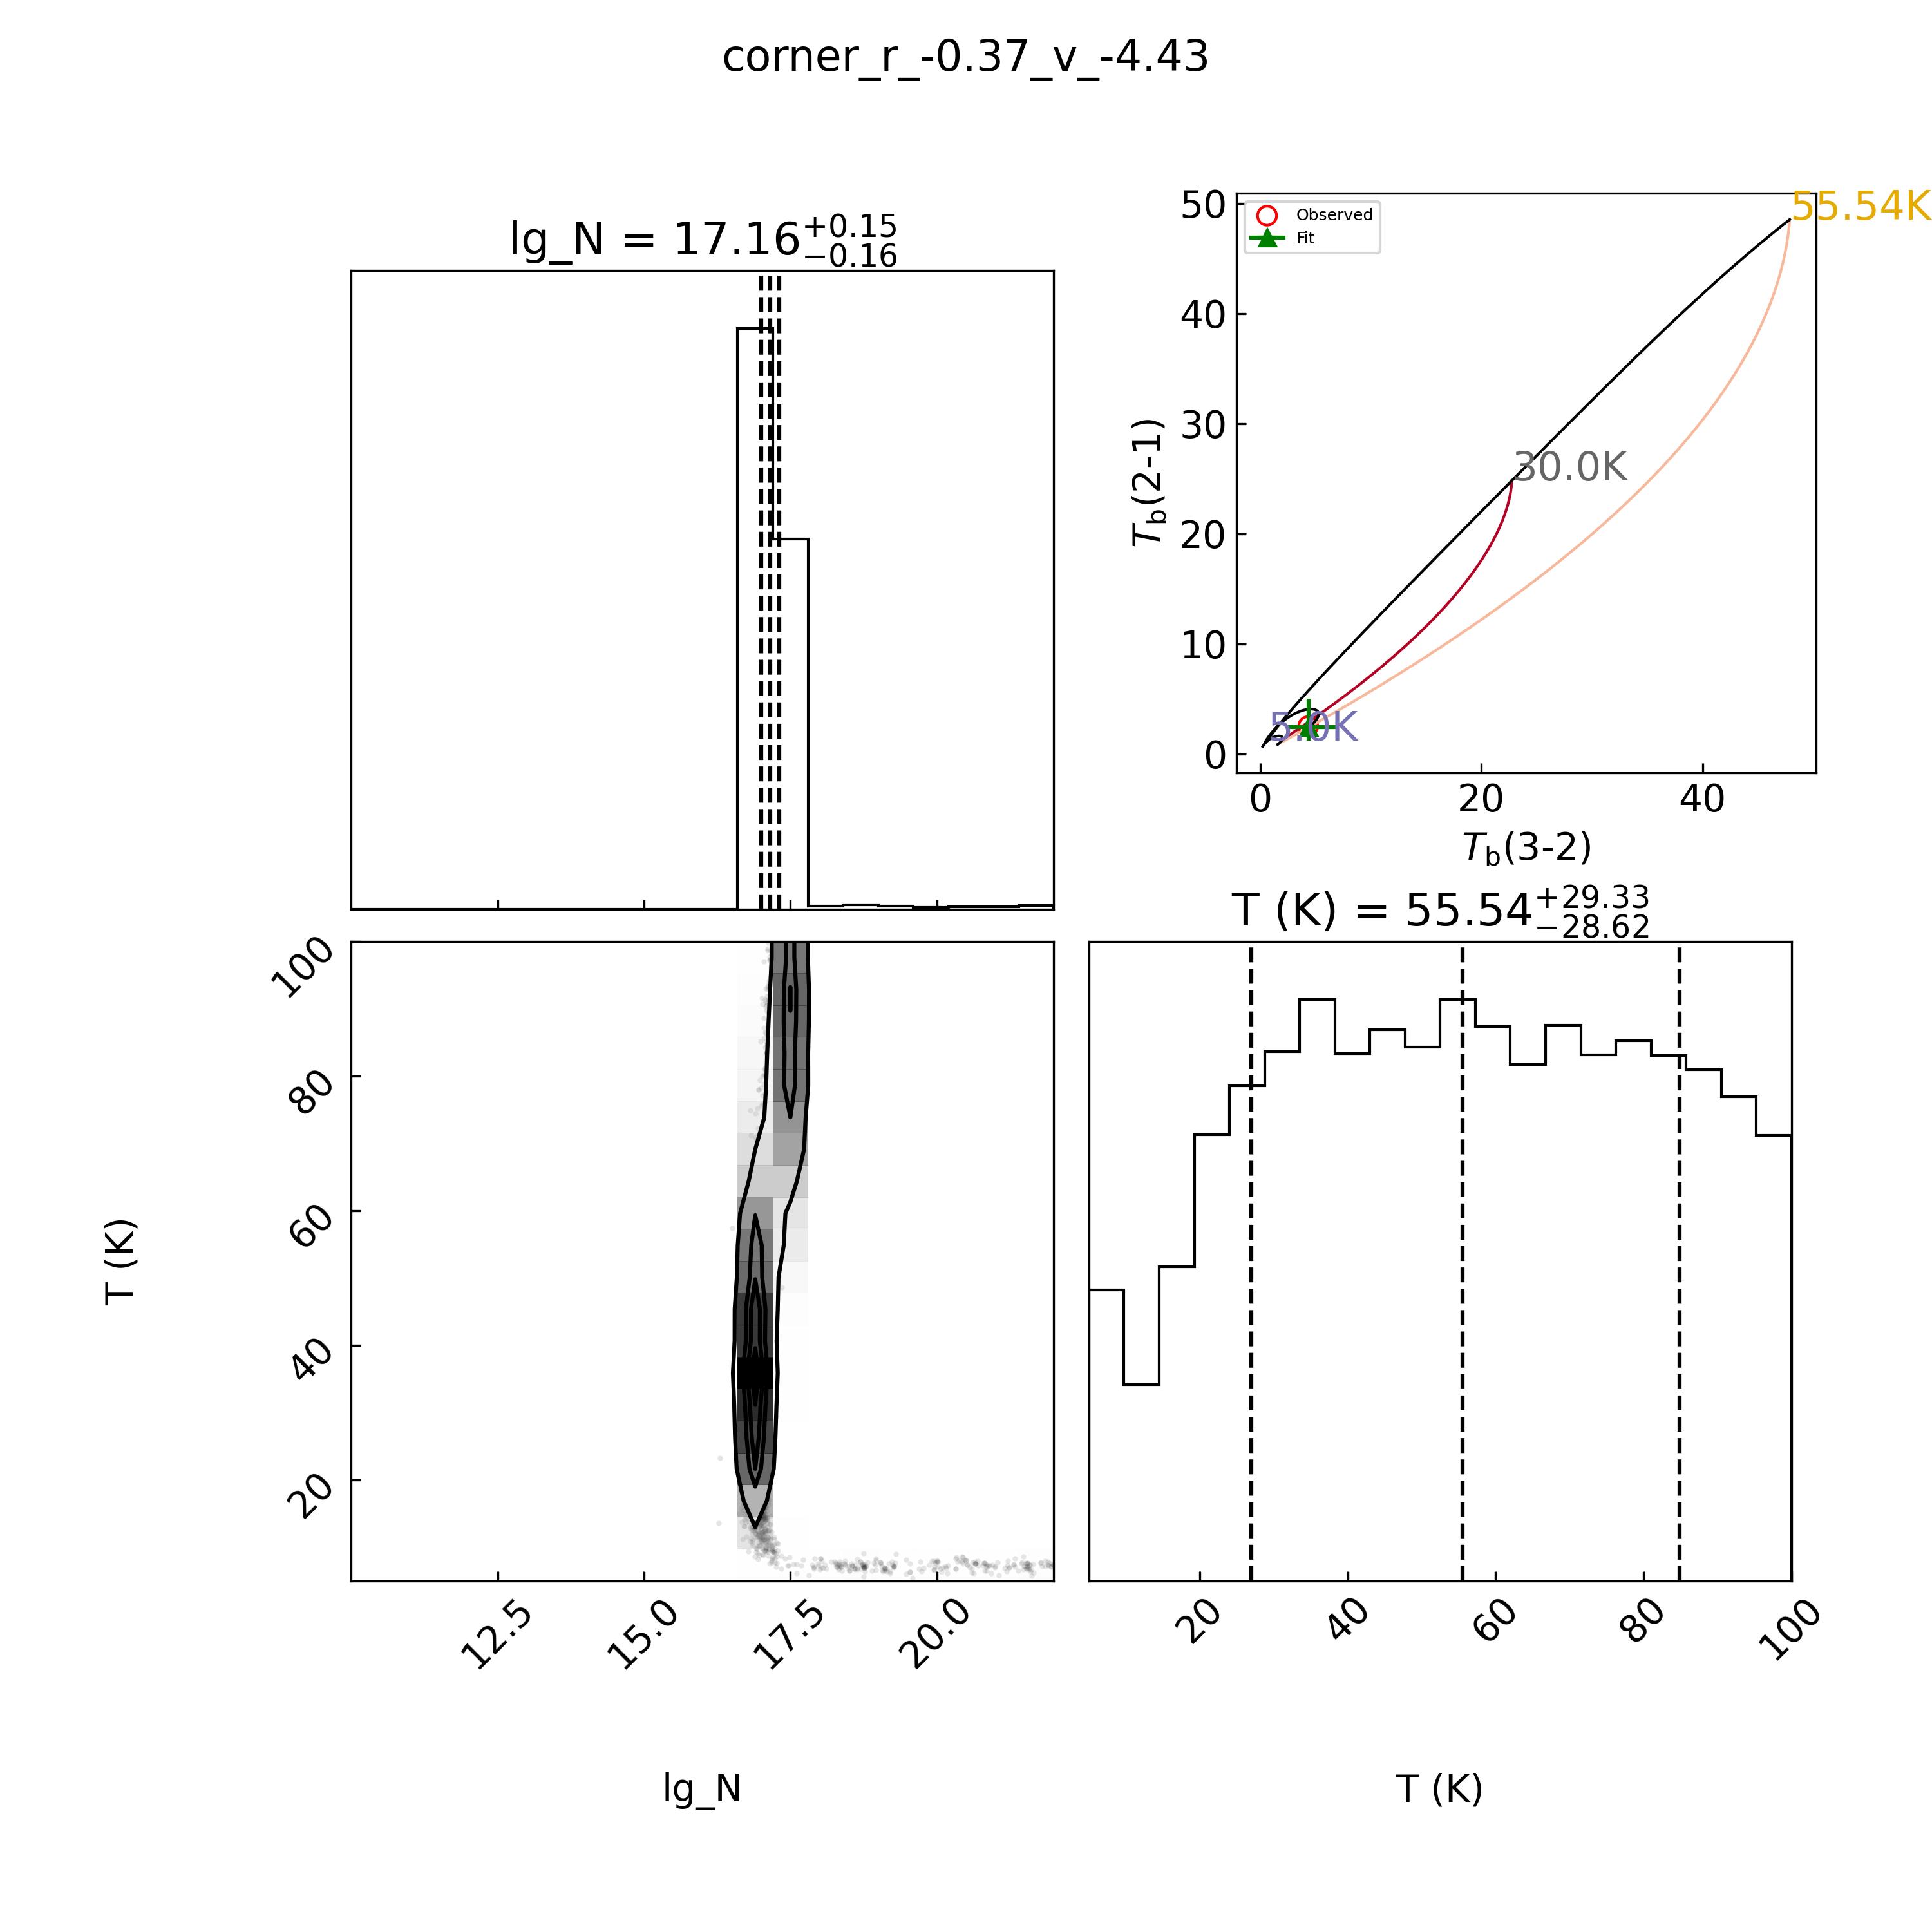 corner_r_-0.37_v_-4.43
lg_N = 17.16+0.15−0.16
50
40
30
20
10
0
Tb(2-1)
Observed
Fit
55.54K
30.0K
5.0K
0 20 40
Tb(3-2)
T (K) = 55.54+29.33−28.62
100
80
60
40
20
T (K)
12.5 15.0 17.5 20.0
lg_N
20 40 60 80 100
T (K)